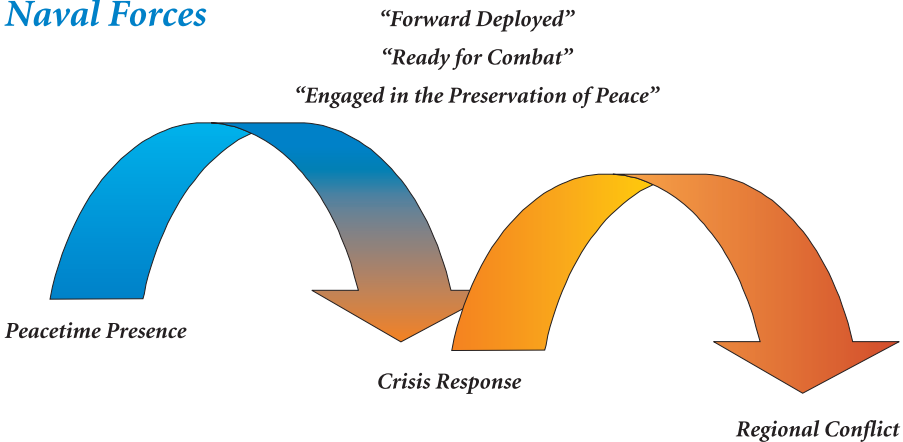 Naval Forces
“Forward Deployed”
“Ready for Combat”
“Engaged in the Preservation of Peace”
Peacetime Presence
Crisis Response
Regional Conflict